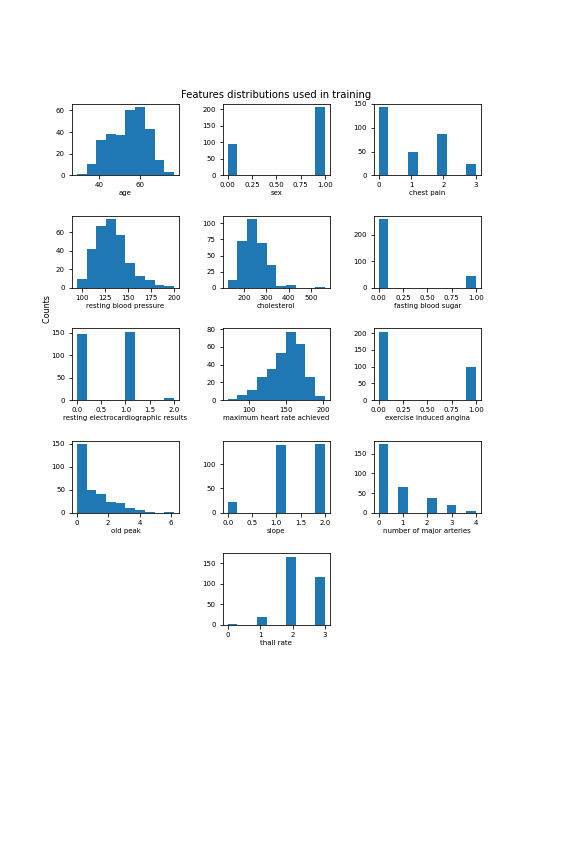 Features distributions used in training
60
40
20
0
40 60
age
200
150
100
50
0
0.00 0.25 0.50 0.75 1.00
sex
150
100
50
0
0 1 2 3
chest pain
60
40
20
0
100 125 150 175 200
resting blood pressure
100
75
50
25
0
200 300 400 500
cholesterol
200
100
0
0.00 0.25 0.50 0.75 1.00
fasting blood sugar
Counts
150
100
50
0
0.0 0.5 1.0 1.5 2.0
resting electrocardiographic results
80
60
40
20
0
100 150 200
maximum heart rate achieved
200
150
100
50
0
0.00 0.25 0.50 0.75 1.00
exercise induced angina
150
100
50
0
0 2 4 6
old peak
100
50
0
0.0 0.5 1.0 1.5 2.0
slope
150
100
50
0
0 1 2 3 4
number of major arteries
150
100
50
0
0 1 2 3
thall rate